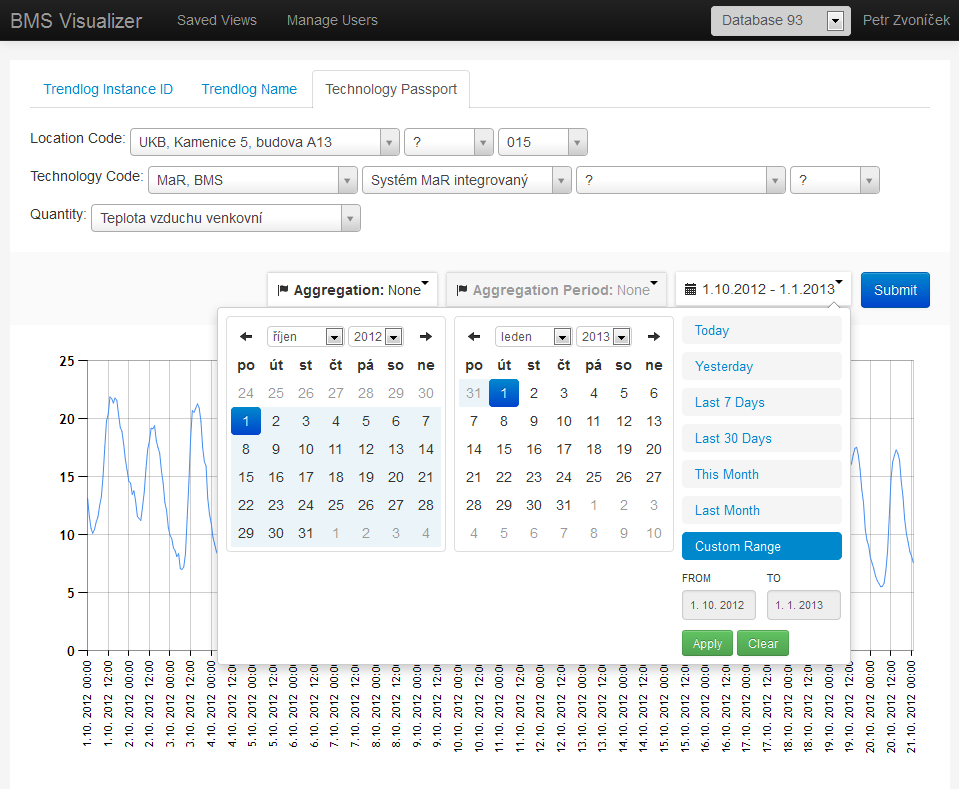 BMS Visualizer Saved Views Manage Users Database 93 Petr Zvoníček
Trendlog Instance ID Trendlog Name Technology Passport
Location Code: UKB, Kamenice 5, budova A13 ? 015
Technology Code: MaR, BMS Systém MaR integrovaný ? ?
Quantity: Teplota vzduchu venkovní
Aggregation: None Aggregation Period: None 1.10.2012 - 1.1.2013 Submit
říjen 2012
po út st čt pá so ne
24 25 26 27 28 29 30
1 2 3 4 5 6 7
8 9 10 11 12 13 14
15 16 17 18 19 20 21
22 23 24 25 26 27 28
29 30 31 1 2 3 4
leden 2013
po út st čt pá so ne
31 1 2 3 4 5 6
7 8 9 10 11 12 13
14 15 16 17 18 19 20
21 22 23 24 25 26 27
28 29 30 31 1 2 3
4 5 6 7 8 9 10
Today
Yesterday
Last 7 Days
Last 30 Days
This Month
Last Month
Custom Range
FROM TO
1. 10. 2012 1. 1. 2013
Apply Clear
25
20
15
10
5
0
1.10. 2012 00:00
1.10. 2012 12:00
2.10. 2012 00:00
2.10. 2012 12:00
3.10. 2012 00:00
3.10. 2012 12:00
4.10. 2012 00:00
4.10. 2012 12:00
5.10. 2012 00:00
5.10. 2012 12:00
6.10. 2012 00:00
6.10. 2012 12:00
7.10. 2012 00:00
7.10. 2012 12:00
8.10. 2012 00:00
8.10. 2012 12:00
9.10. 2012 00:00
9.10. 2012 12:00
10.10. 2012 00:00
10.10. 2012 12:00
11.10. 2012 00:00
11.10. 2012 12:00
12.10. 2012 00:00
12.10. 2012 12:00
13.10. 2012 00:00
13.10. 2012 12:00
14.10. 2012 00:00
14.10. 2012 12:00
15.10. 2012 00:00
15.10. 2012 12:00
16.10. 2012 00:00
16.10. 2012 12:00
17.10. 2012 00:00
17.10. 2012 12:00
18.10. 2012 00:00
18.10. 2012 12:00
19.10. 2012 00:00
19.10. 2012 12:00
20.10. 2012 00:00
20.10. 2012 12:00
21.10. 2012 00:00